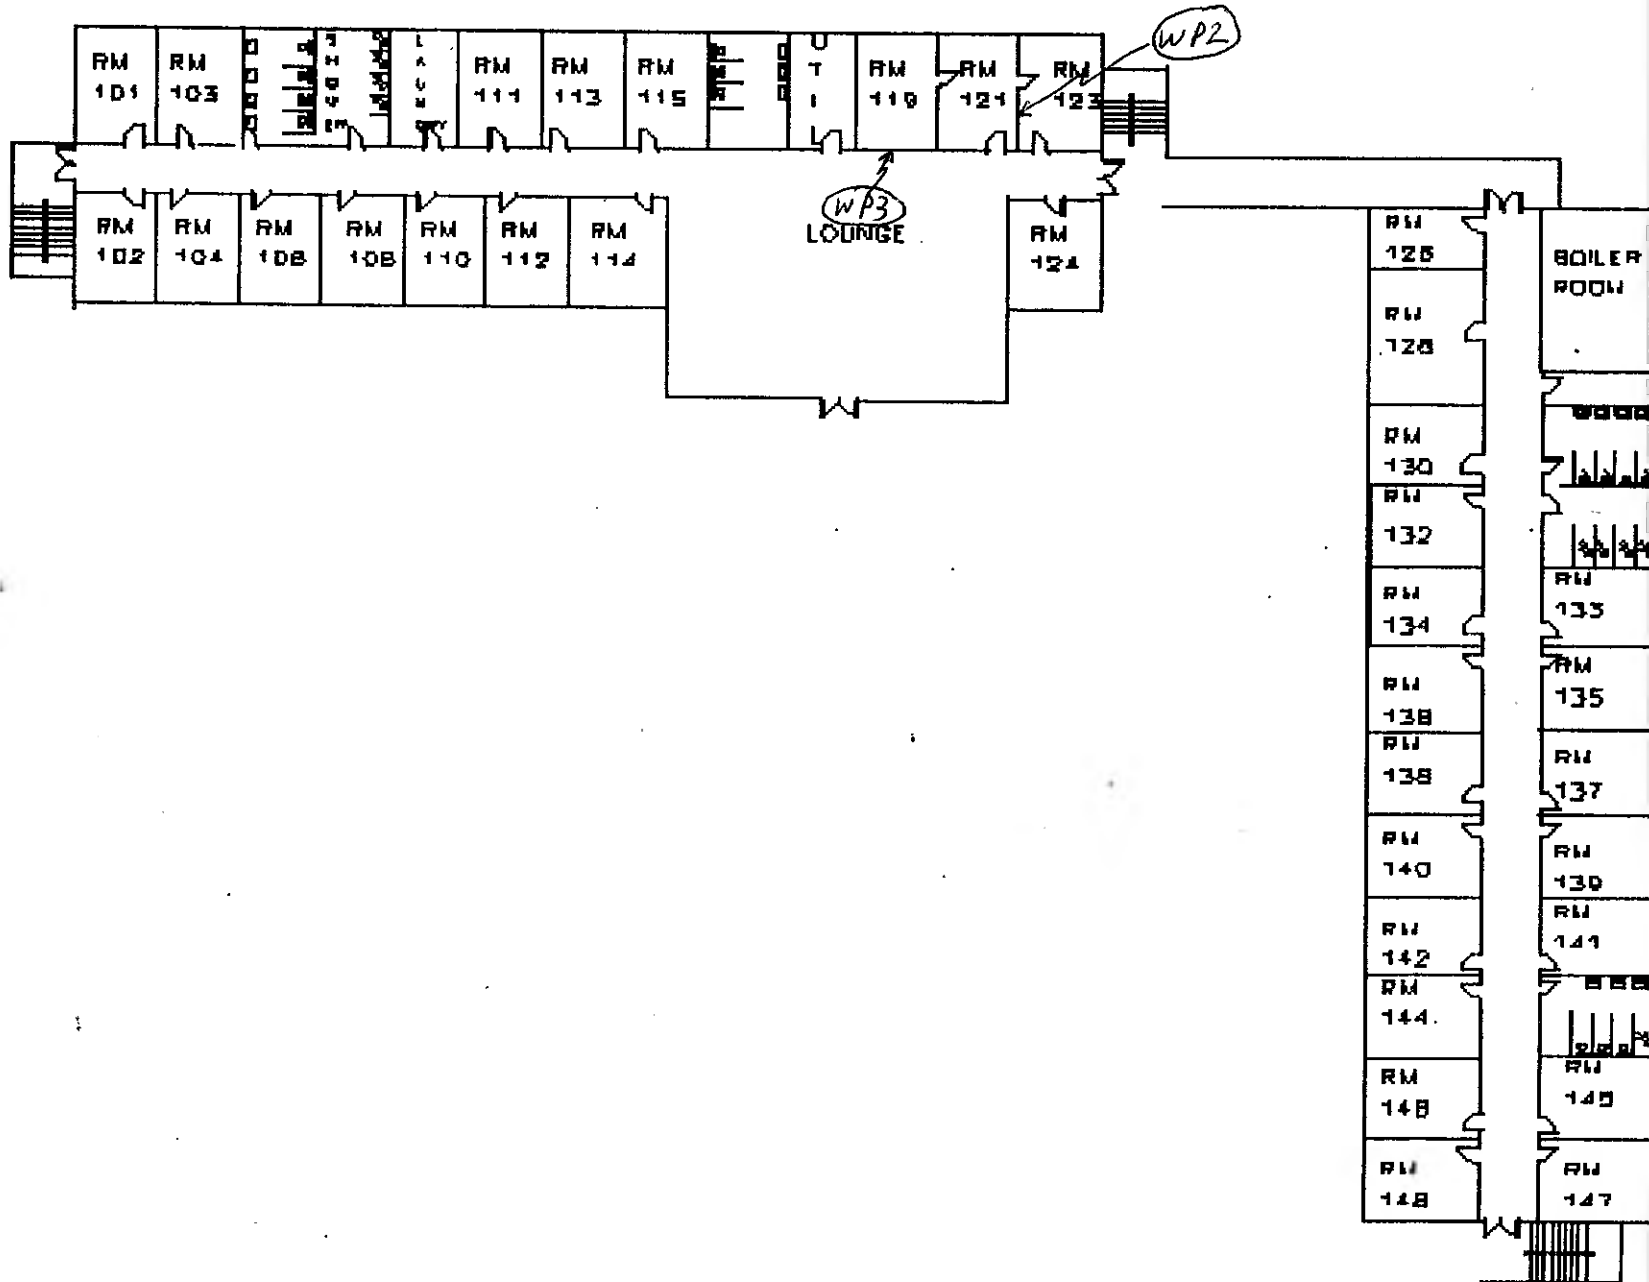 WP2
RM
101
RM
103
RM
111
RM
113
RM
115
U
T
I
L
RM
119
RM
121
RM
123
WP3
LOUNGE
RM
102
RM
104
RM
106
RM
108
RM
110
RM
112
RM
114
RM
124
RM
126
BOILER
ROOM
RM
128
RM
130
RM
132
RM
134
RM
133
RM
135
RM
136
RM
138
RM
137
RM
140
RM
139
RM
142
RM
141
RM
144
RM
146
RM
145
RM
148
RM
147